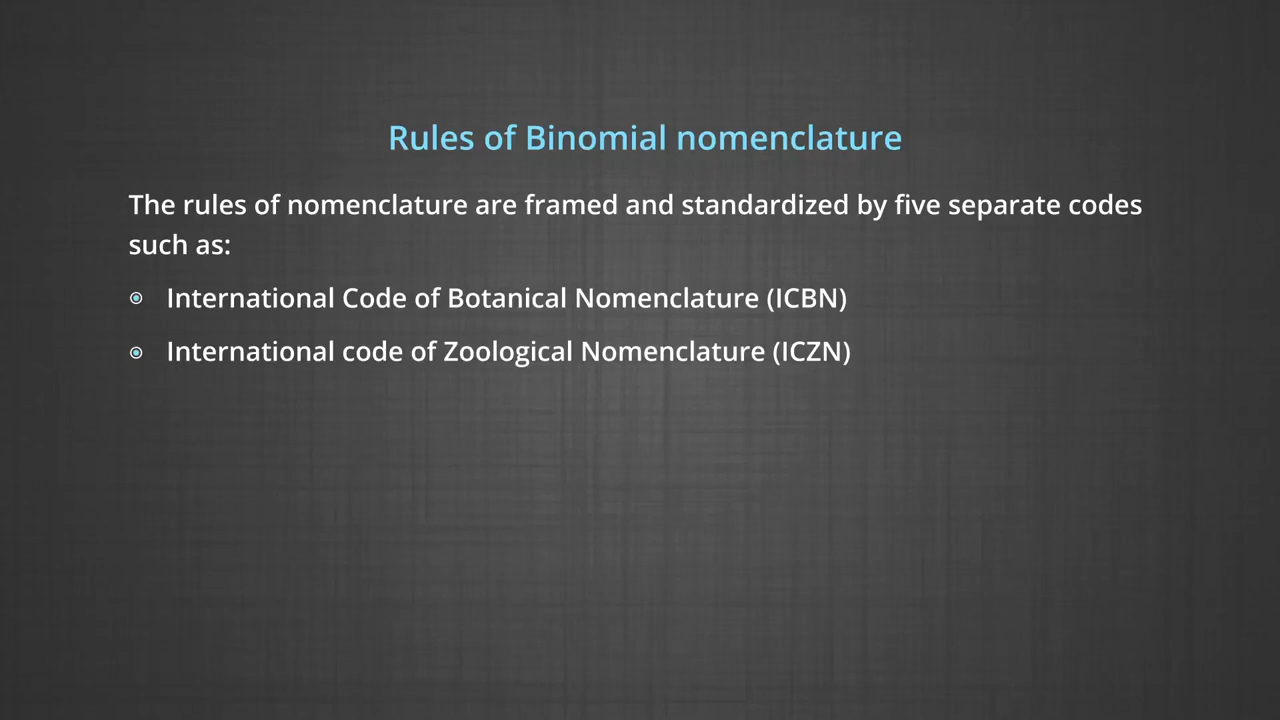 Rules of Binomial nomenclature
The rules of nomenclature are framed and standardized by five separate codes
such as:
International Code of Botanical Nomenclature (ICBN)
International code of Zoological Nomenclature (ICZN)